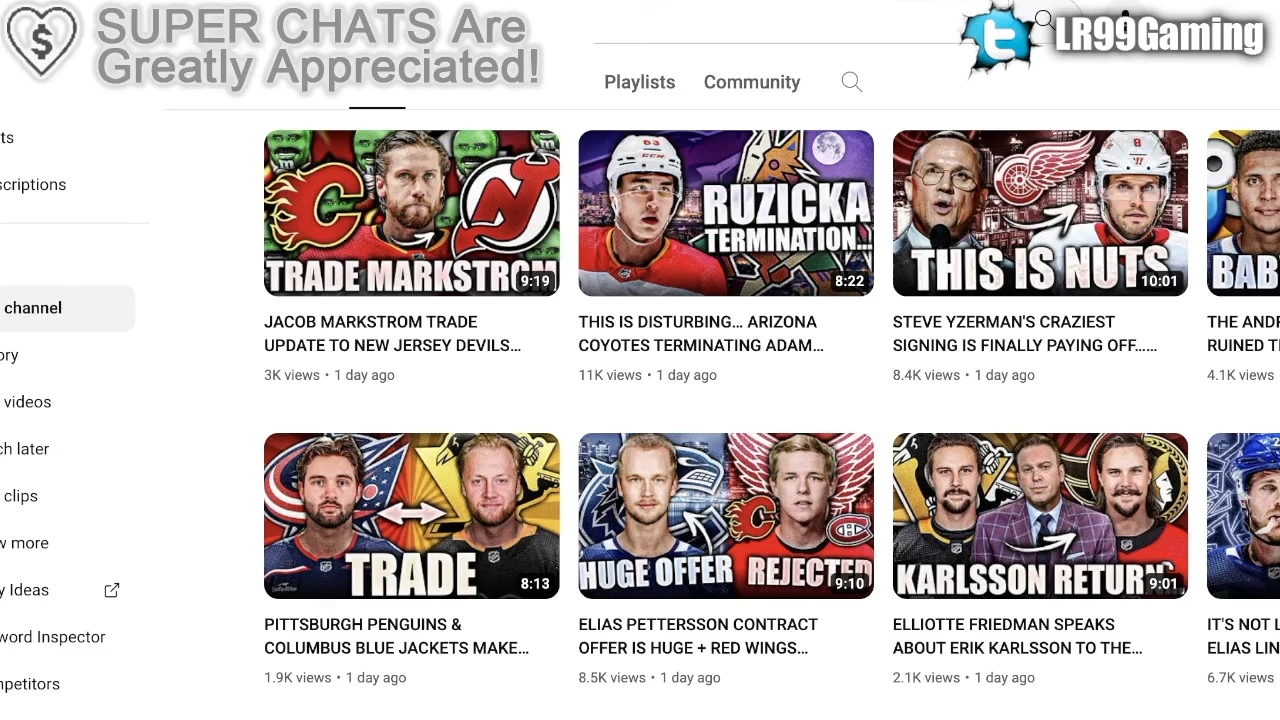 SUPER CHATS Are
Greatly Appreciated!
LR99Gaming
Playlists
Community
ts
scriptions
channel
ory
videos
ch later
clips
w more
y Ideas
word Inspector
mpetitors
TRADE MARKSTROM
9:19
RUZICKA
TERMINATION...
8:22
THIS IS NUTS
10:01
BAB
JACOB MARKSTROM TRADE
UPDATE TO NEW JERSEY DEVILS...
3K views • 1 day ago
THIS IS DISTURBING… ARIZONA
COYOTES TERMINATING ADAM...
11K views • 1 day ago
STEVE YZERMAN'S CRAZIEST
SIGNING IS FINALLY PAYING OFF…...
8.4K views • 1 day ago
THE ANDR
RUINED T
4.1K views
TRADE
8:13
HUGE OFFER
REJECTED
9:10
KARLSSON RETURN
9:01
PITTSBURGH PENGUINS &
COLUMBUS BLUE JACKETS MAKE...
1.9K views • 1 day ago
ELIAS PETTERSSON CONTRACT
OFFER IS HUGE + RED WINGS...
8.5K views • 1 day ago
ELLIOTTE FRIEDMAN SPEAKS
ABOUT ERIK KARLSSON TO THE...
2.1K views • 1 day ago
IT'S NOT L
ELIAS LIN
6.7K views